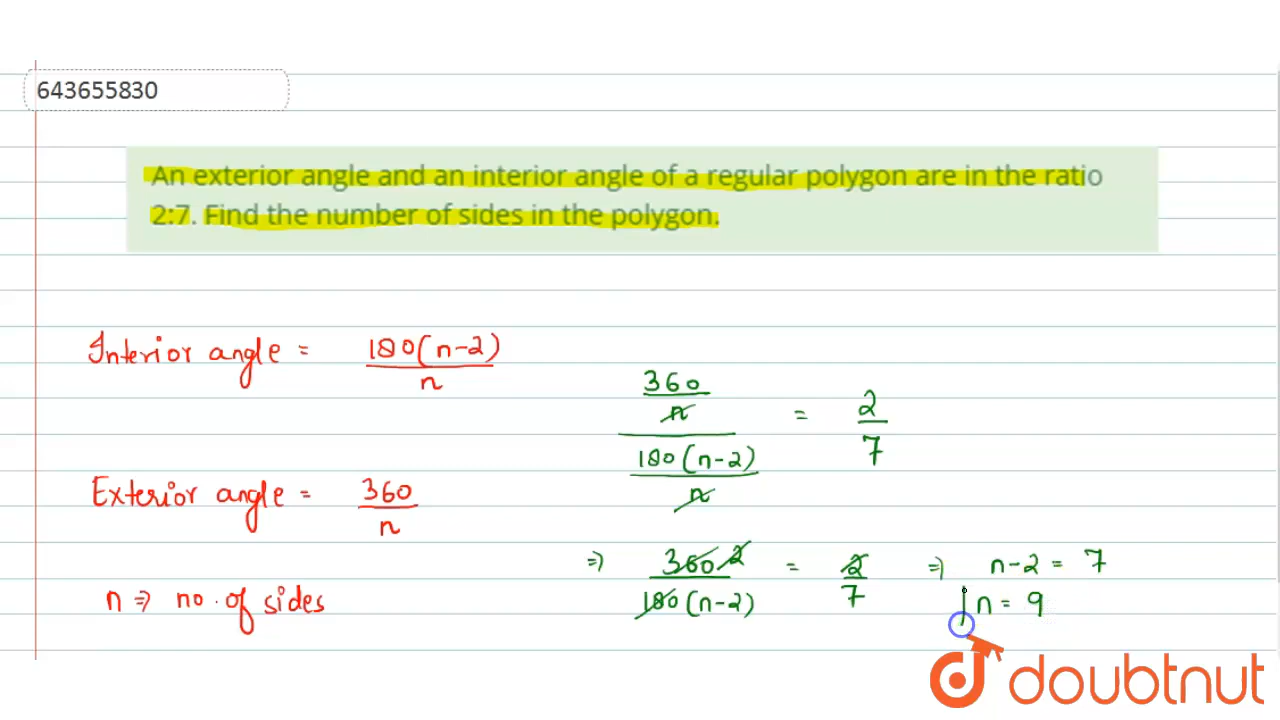 643655830
An exterior angle and an interior angle of a regular polygon are in the ratio
2:7. Find the number of sides in the polygon.
Interior angle = 180(n-2)/n
360/n / 180(n-2)/n = 2/7
Exterior angle = 360/n
⇒ 360 2 / 180(n-2) = 2/7 ⇒ n-2 = 7
n ⇒ no. of sides
n = 9
doubtnut